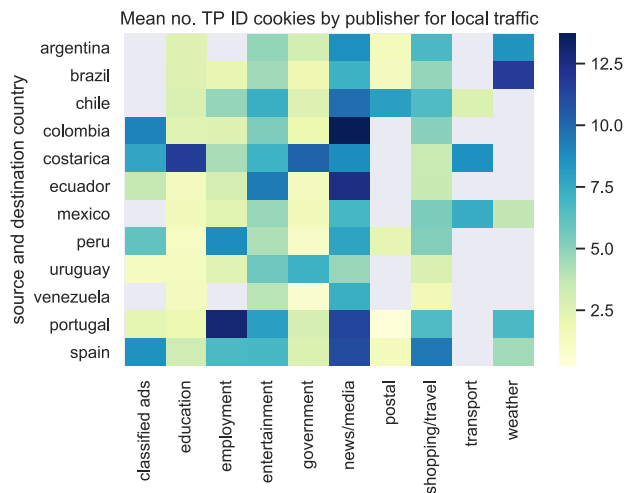 Mean no. TP ID cookies by publisher for local traffic
source and destination country
argentina
brazil
chile
colombia
costarica
ecuador
mexico
peru
uruguay
venezuela
portugal
spain
classified ads
education
employment
entertainment
government
news/media
postal
shopping/travel
transport
weather
12.5
10.0
7.5
5.0
2.5